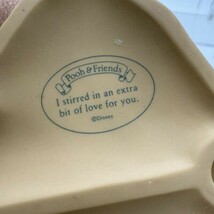 Pooh & Friends
I stirred in an extra
bit of love for you.
©Disney